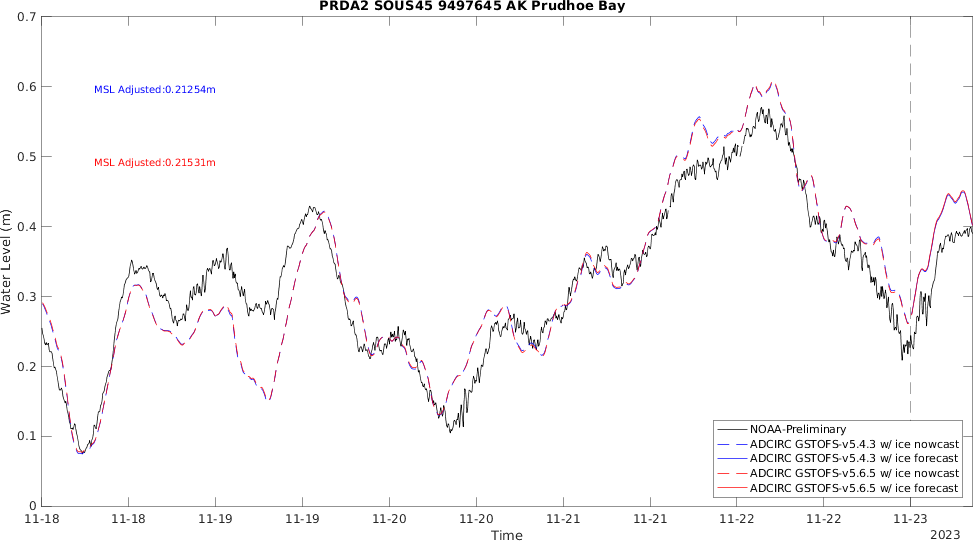 PRDA2 SOUS45 9497645 AK Prudhoe Bay
0.7
0.6
0.5
0.4
0.3
0.2
0.1
0
Water Level (m)
MSL Adjusted:0.21254m
MSL Adjusted:0.21531m
NOAA-Preliminary
ADCIRC GSTOFS-v5.4.3 w/ ice nowcast
ADCIRC GSTOFS-v5.4.3 w/ ice forecast
ADCIRC GSTOFS-v5.6.5 w/ ice nowcast
ADCIRC GSTOFS-v5.6.5 w/ ice forecast
11-18 11-18 11-19 11-19 11-20 11-20 11-21 11-21 11-22 11-22 11-23
Time
2023